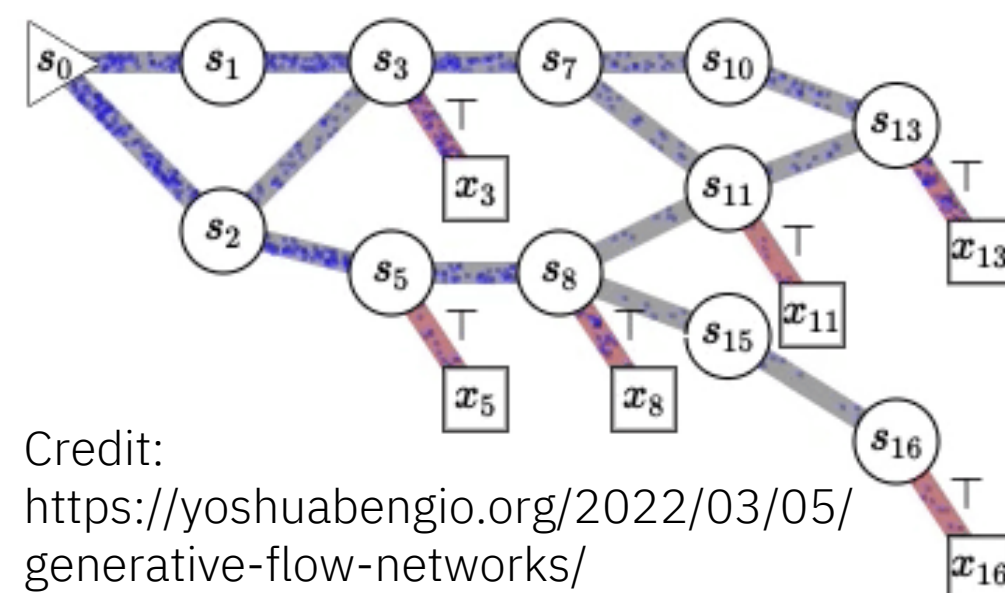 s0 s1 s3 s7 s10
s13
⊤ ⊤
x3 s11
s2 x13
⊤
s5 s8
x11
⊤ ⊤ s15
x5 x8
s16
⊤
x16
Credit:
https://yoshuabengio.org/2022/03/05/
generative-flow-networks/